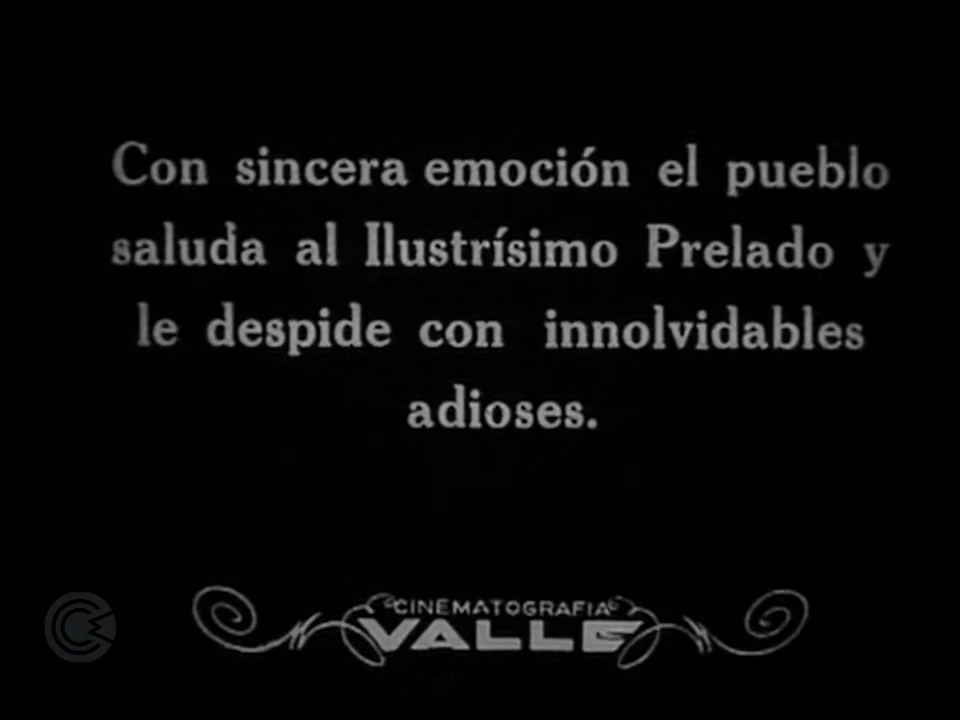 Con sincera emoción el pueblo
saluda al Ilustrísimo Prelado y
le despide con innolvidables
adioses.
CINEMATOGRAFIA
VALLE